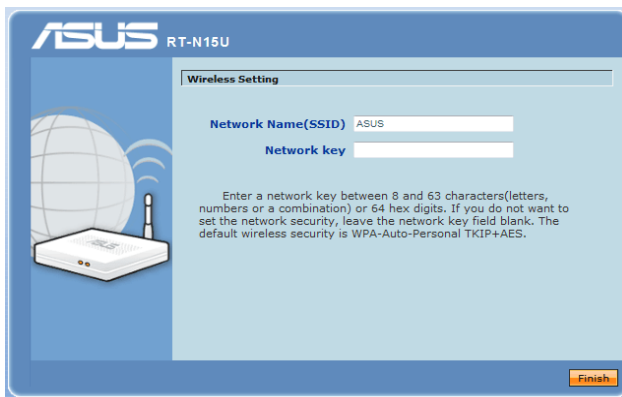 ASUS RT-N15U
Wireless Setting
Network Name(SSID) ASUS
Network key
Enter a network key between 8 and 63 characters(letters,
numbers or a combination) or 64 hex digits. If you do not want to
set the network security, leave the network key field blank. The
default wireless security is WPA-Auto-Personal TKIP+AES.
ASUS
Finish